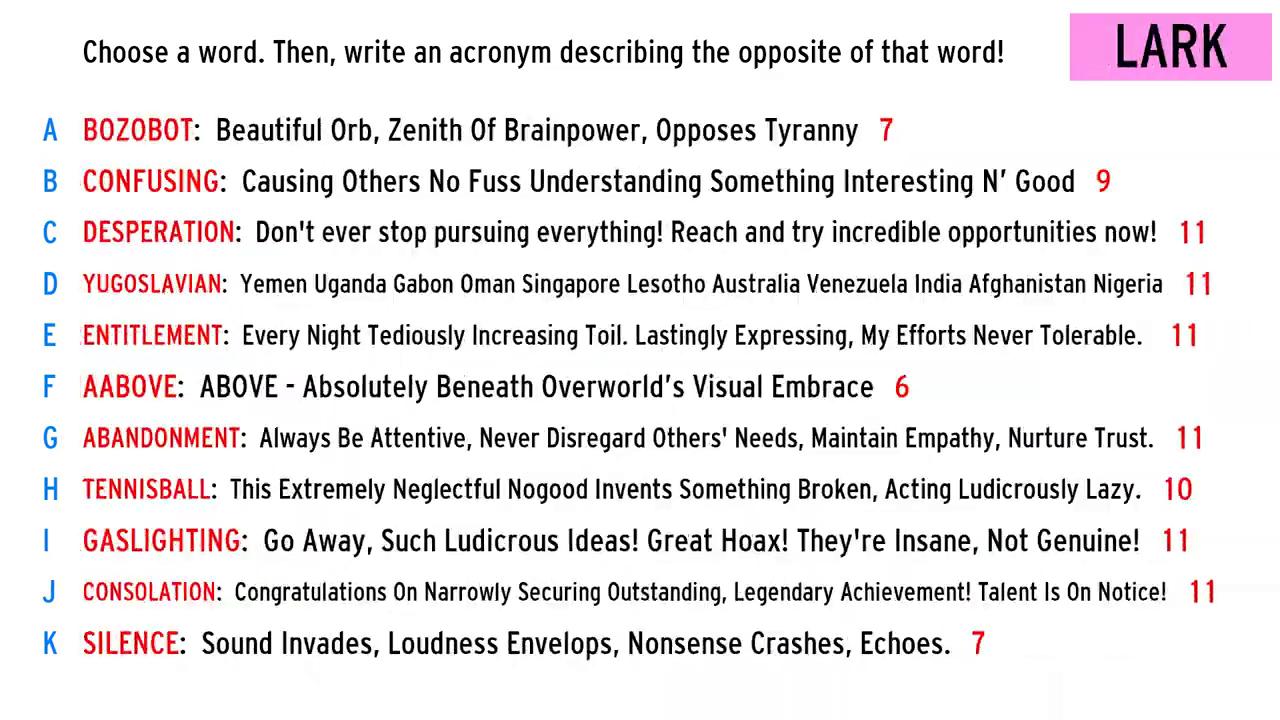 Choose a word. Then, write an acronym describing the opposite of that word!
LARK
A BOZOBOT: Beautiful Orb, Zenith Of Brainpower, Opposes Tyranny 7
B CONFUSING: Causing Others No Fuss Understanding Something Interesting N' Good 9
C DESPERATION: Don't ever stop pursuing everything! Reach and try incredible opportunities now! 11
D YUGOSLAVIAN: Yemen Uganda Gabon Oman Singapore Lesotho Australia Venezuela India Afghanistan Nigeria 11
E ENTITLEMENT: Every Night Tediously Increasing Toil. Lastingly Expressing, My Efforts Never Tolerable. 11
F AABOVE: ABOVE - Absolutely Beneath Overworld's Visual Embrace 6
G ABANDONMENT: Always Be Attentive, Never Disregard Others' Needs, Maintain Empathy, Nurture Trust. 11
H TENNISBALL: This Extremely Neglectful Nogood Invents Something Broken, Acting Ludicrously Lazy. 10
I GASLIGHTING: Go Away, Such Ludicrous Ideas! Great Hoax! They're Insane, Not Genuine! 11
J CONSOLATION: Congratulations On Narrowly Securing Outstanding, Legendary Achievement! Talent Is On Notice! 11
K SILENCE: Sound Invades, Loudness Envelops, Nonsense Crashes, Echoes. 7